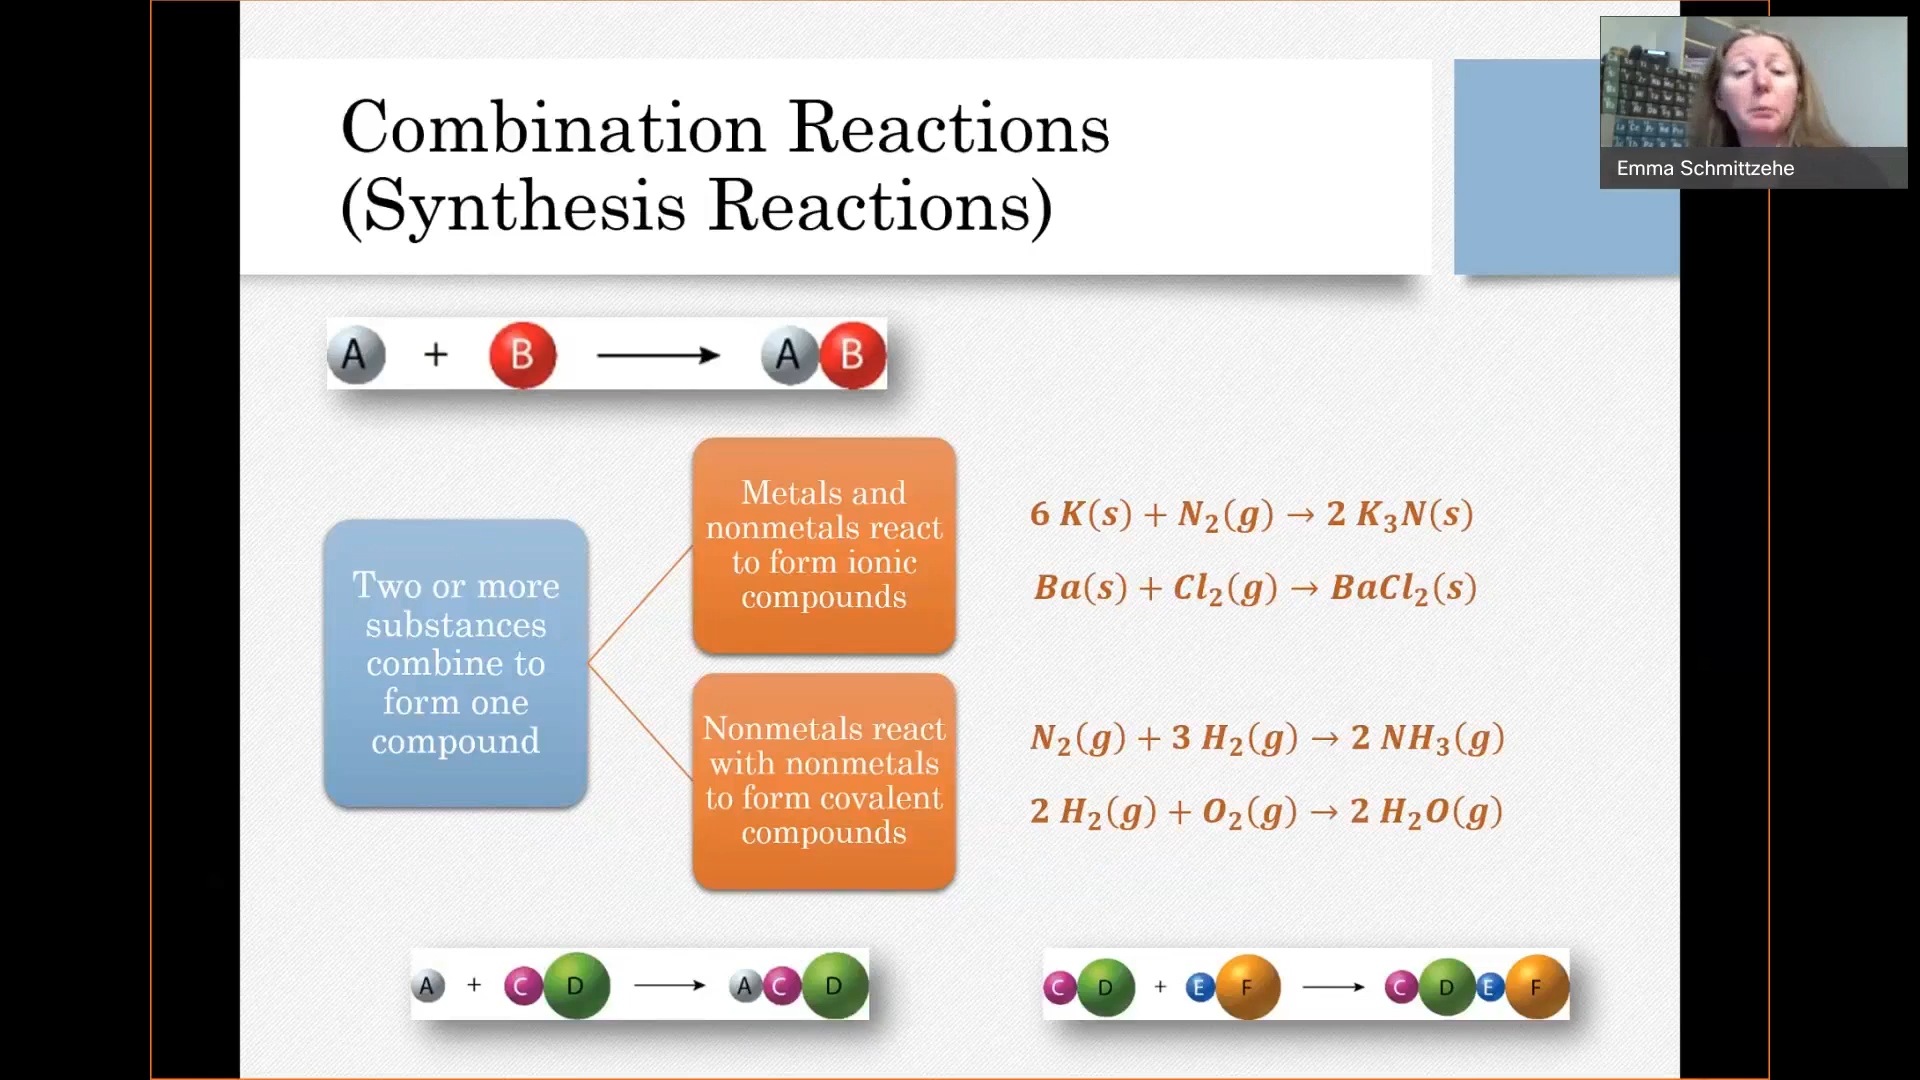 Combination Reactions
(Synthesis Reactions)
Emma Schmittzehe
A + B → A B
Two or more
substances
combine to
form one
compound
Metals and
nonmetals react
to form ionic
compounds
6 K(s) + N₂(g) → 2 K₃N(s)
Ba(s) + Cl₂(g) → BaCl₂(s)
Nonmetals react
with nonmetals
to form covalent
compounds
N₂(g) + 3 H₂(g) → 2 NH₃(g)
2 H₂(g) + O₂(g) → 2 H₂O(g)
A + C D → A C D
C D + E F → C D E F